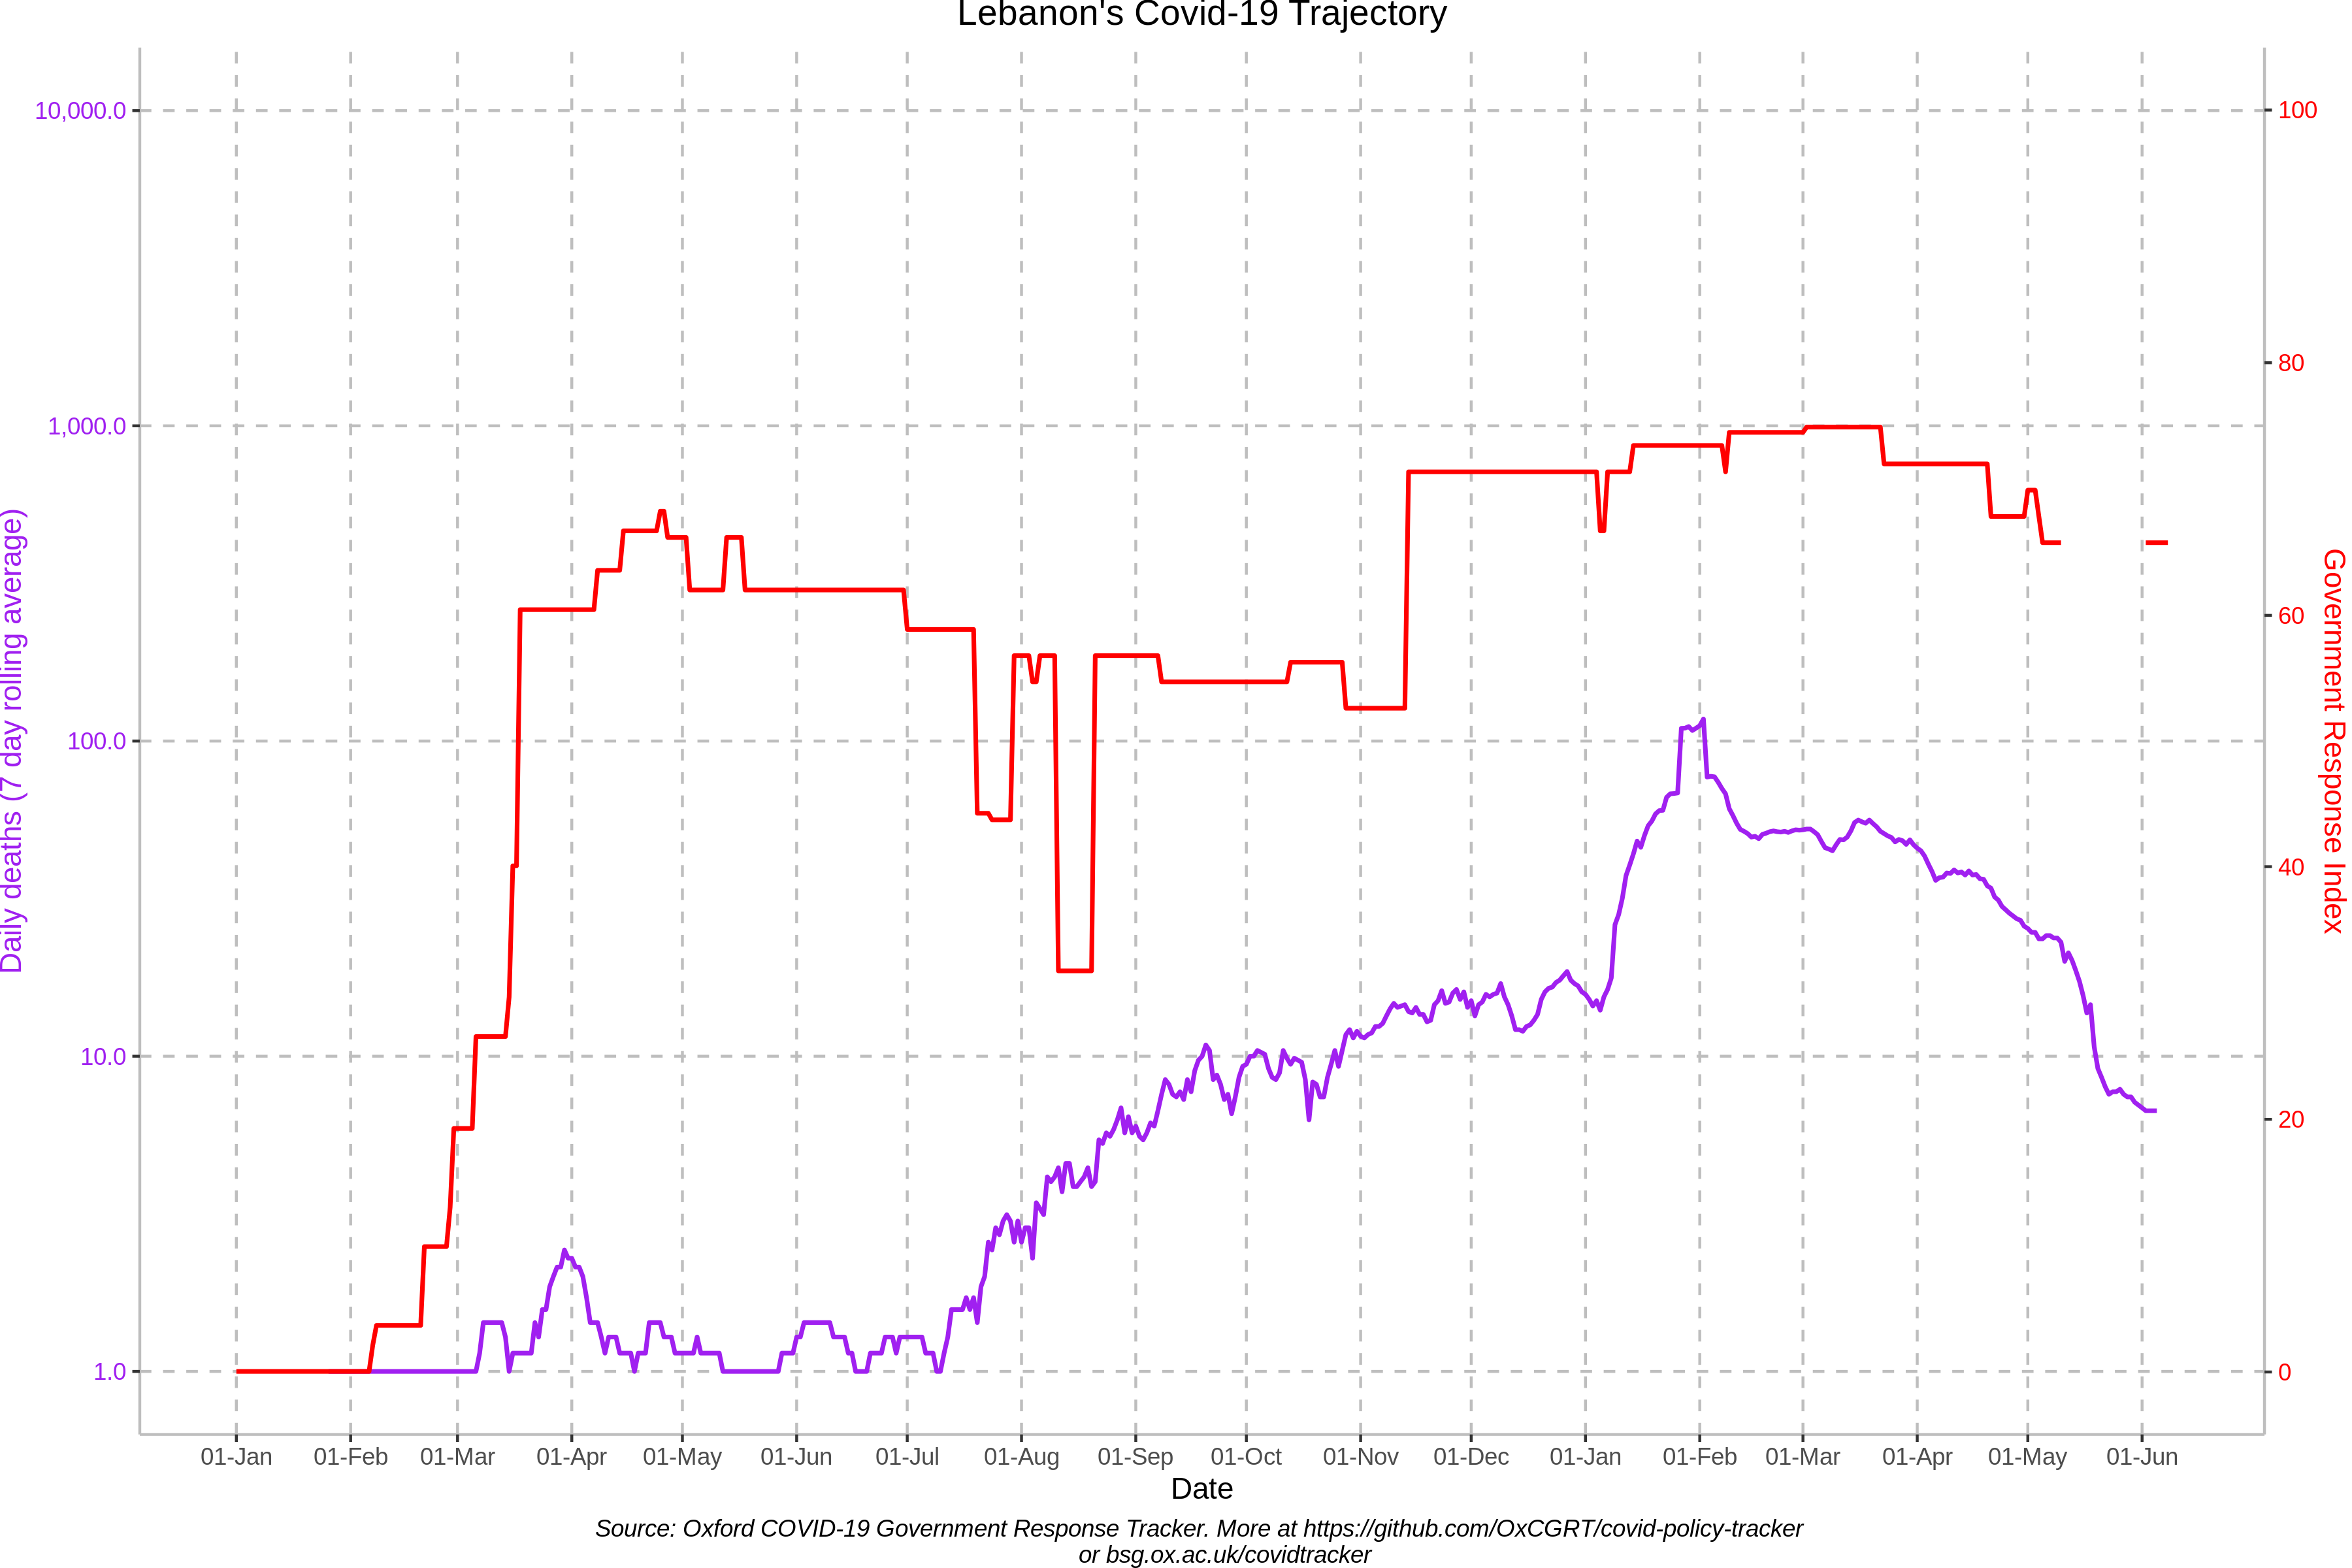 Lebanon's Covid-19 Trajectory
10,000.0
1,000.0
100.0
10.0
1.0
Daily deaths (7 day rolling average)
100
80
60
40
20
0
Government Response Index
01-Jan 01-Feb 01-Mar 01-Apr 01-May 01-Jun 01-Jul 01-Aug 01-Sep 01-Oct 01-Nov 01-Dec 01-Jan 01-Feb 01-Mar 01-Apr 01-May 01-Jun
Date
Source: Oxford COVID-19 Government Response Tracker. More at https://github.com/OxCGRT/covid-policy-tracker
or bsg.ox.ac.uk/covidtracker